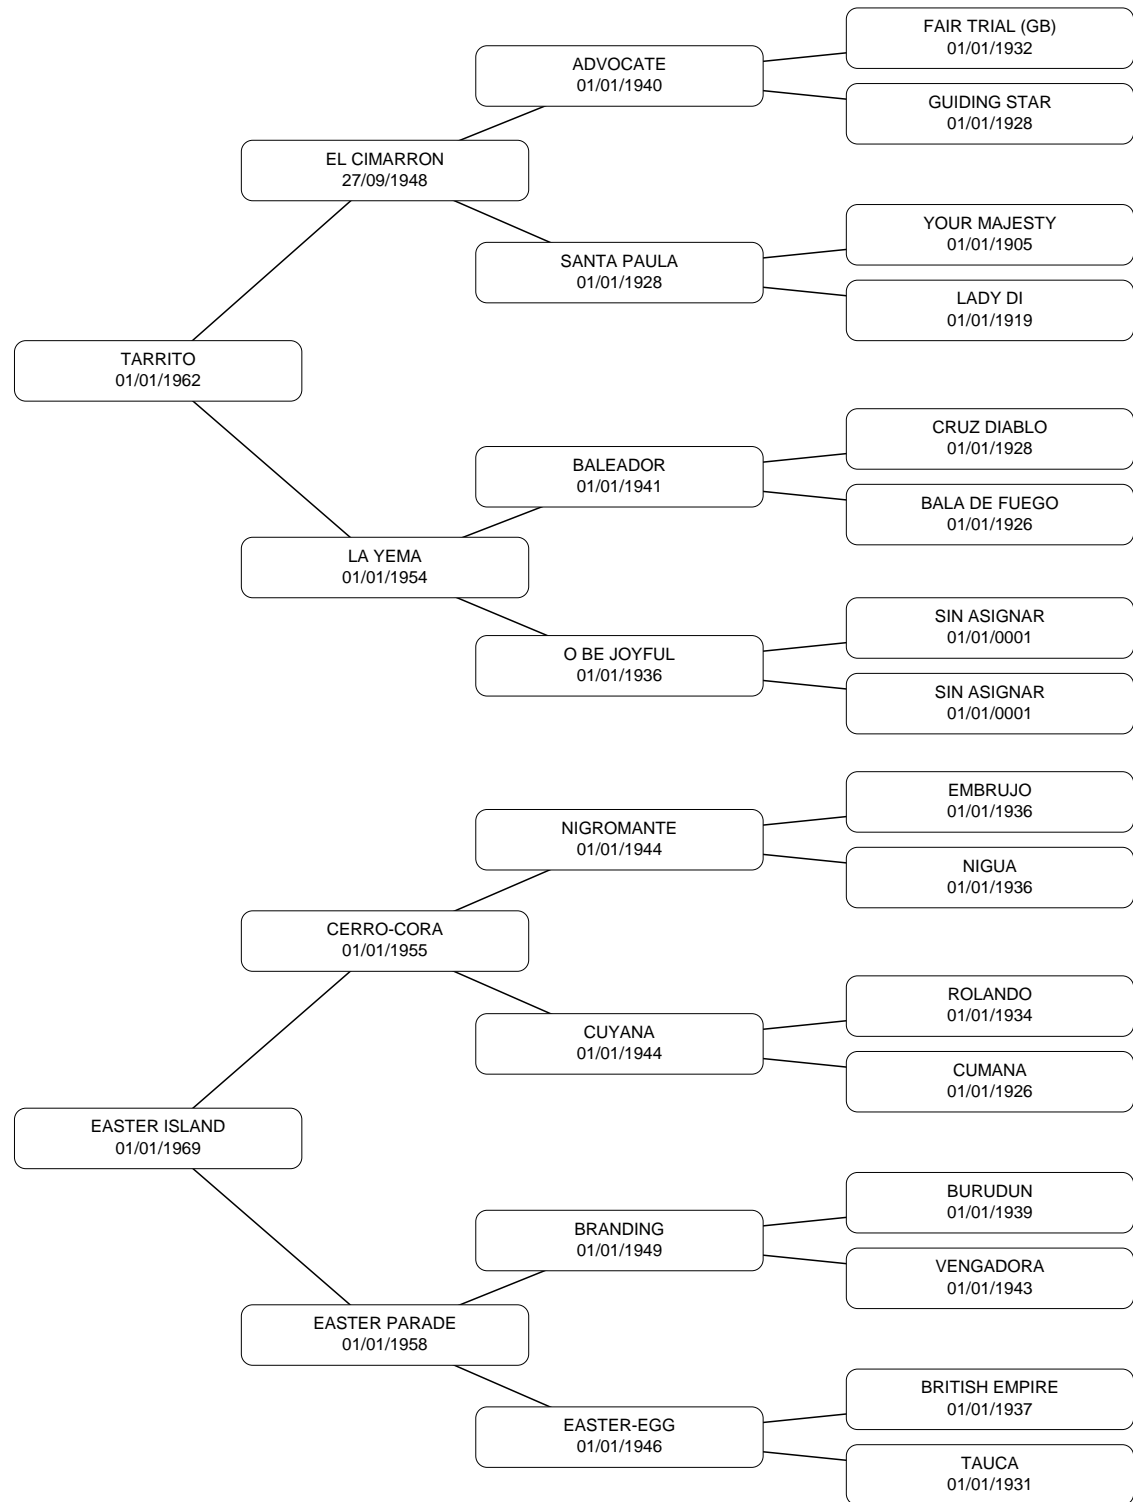 FAIR TRIAL (GB)
01/01/1932
ADVOCATE
01/01/1940
GUIDING STAR
01/01/1928
EL CIMARRON
27/09/1948
YOUR MAJESTY
01/01/1905
SANTA PAULA
01/01/1928
LADY DI
01/01/1919
TARRITO
01/01/1962
CRUZ DIABLO
01/01/1928
BALEADOR
01/01/1941
BALA DE FUEGO
01/01/1926
LA YEMA
01/01/1954
SIN ASIGNAR
01/01/0001
O BE JOYFUL
01/01/1936
SIN ASIGNAR
01/01/0001
EMBRUJO
01/01/1936
NIGROMANTE
01/01/1944
NIGUA
01/01/1936
CERRO-CORA
01/01/1955
ROLANDO
01/01/1934
CUYANA
01/01/1944
CUMANA
01/01/1926
EASTER ISLAND
01/01/1969
BURUDUN
01/01/1939
BRANDING
01/01/1949
VENGADORA
01/01/1943
EASTER PARADE
01/01/1958
BRITISH EMPIRE
01/01/1937
EASTER-EGG
01/01/1946
TAUCA
01/01/1931